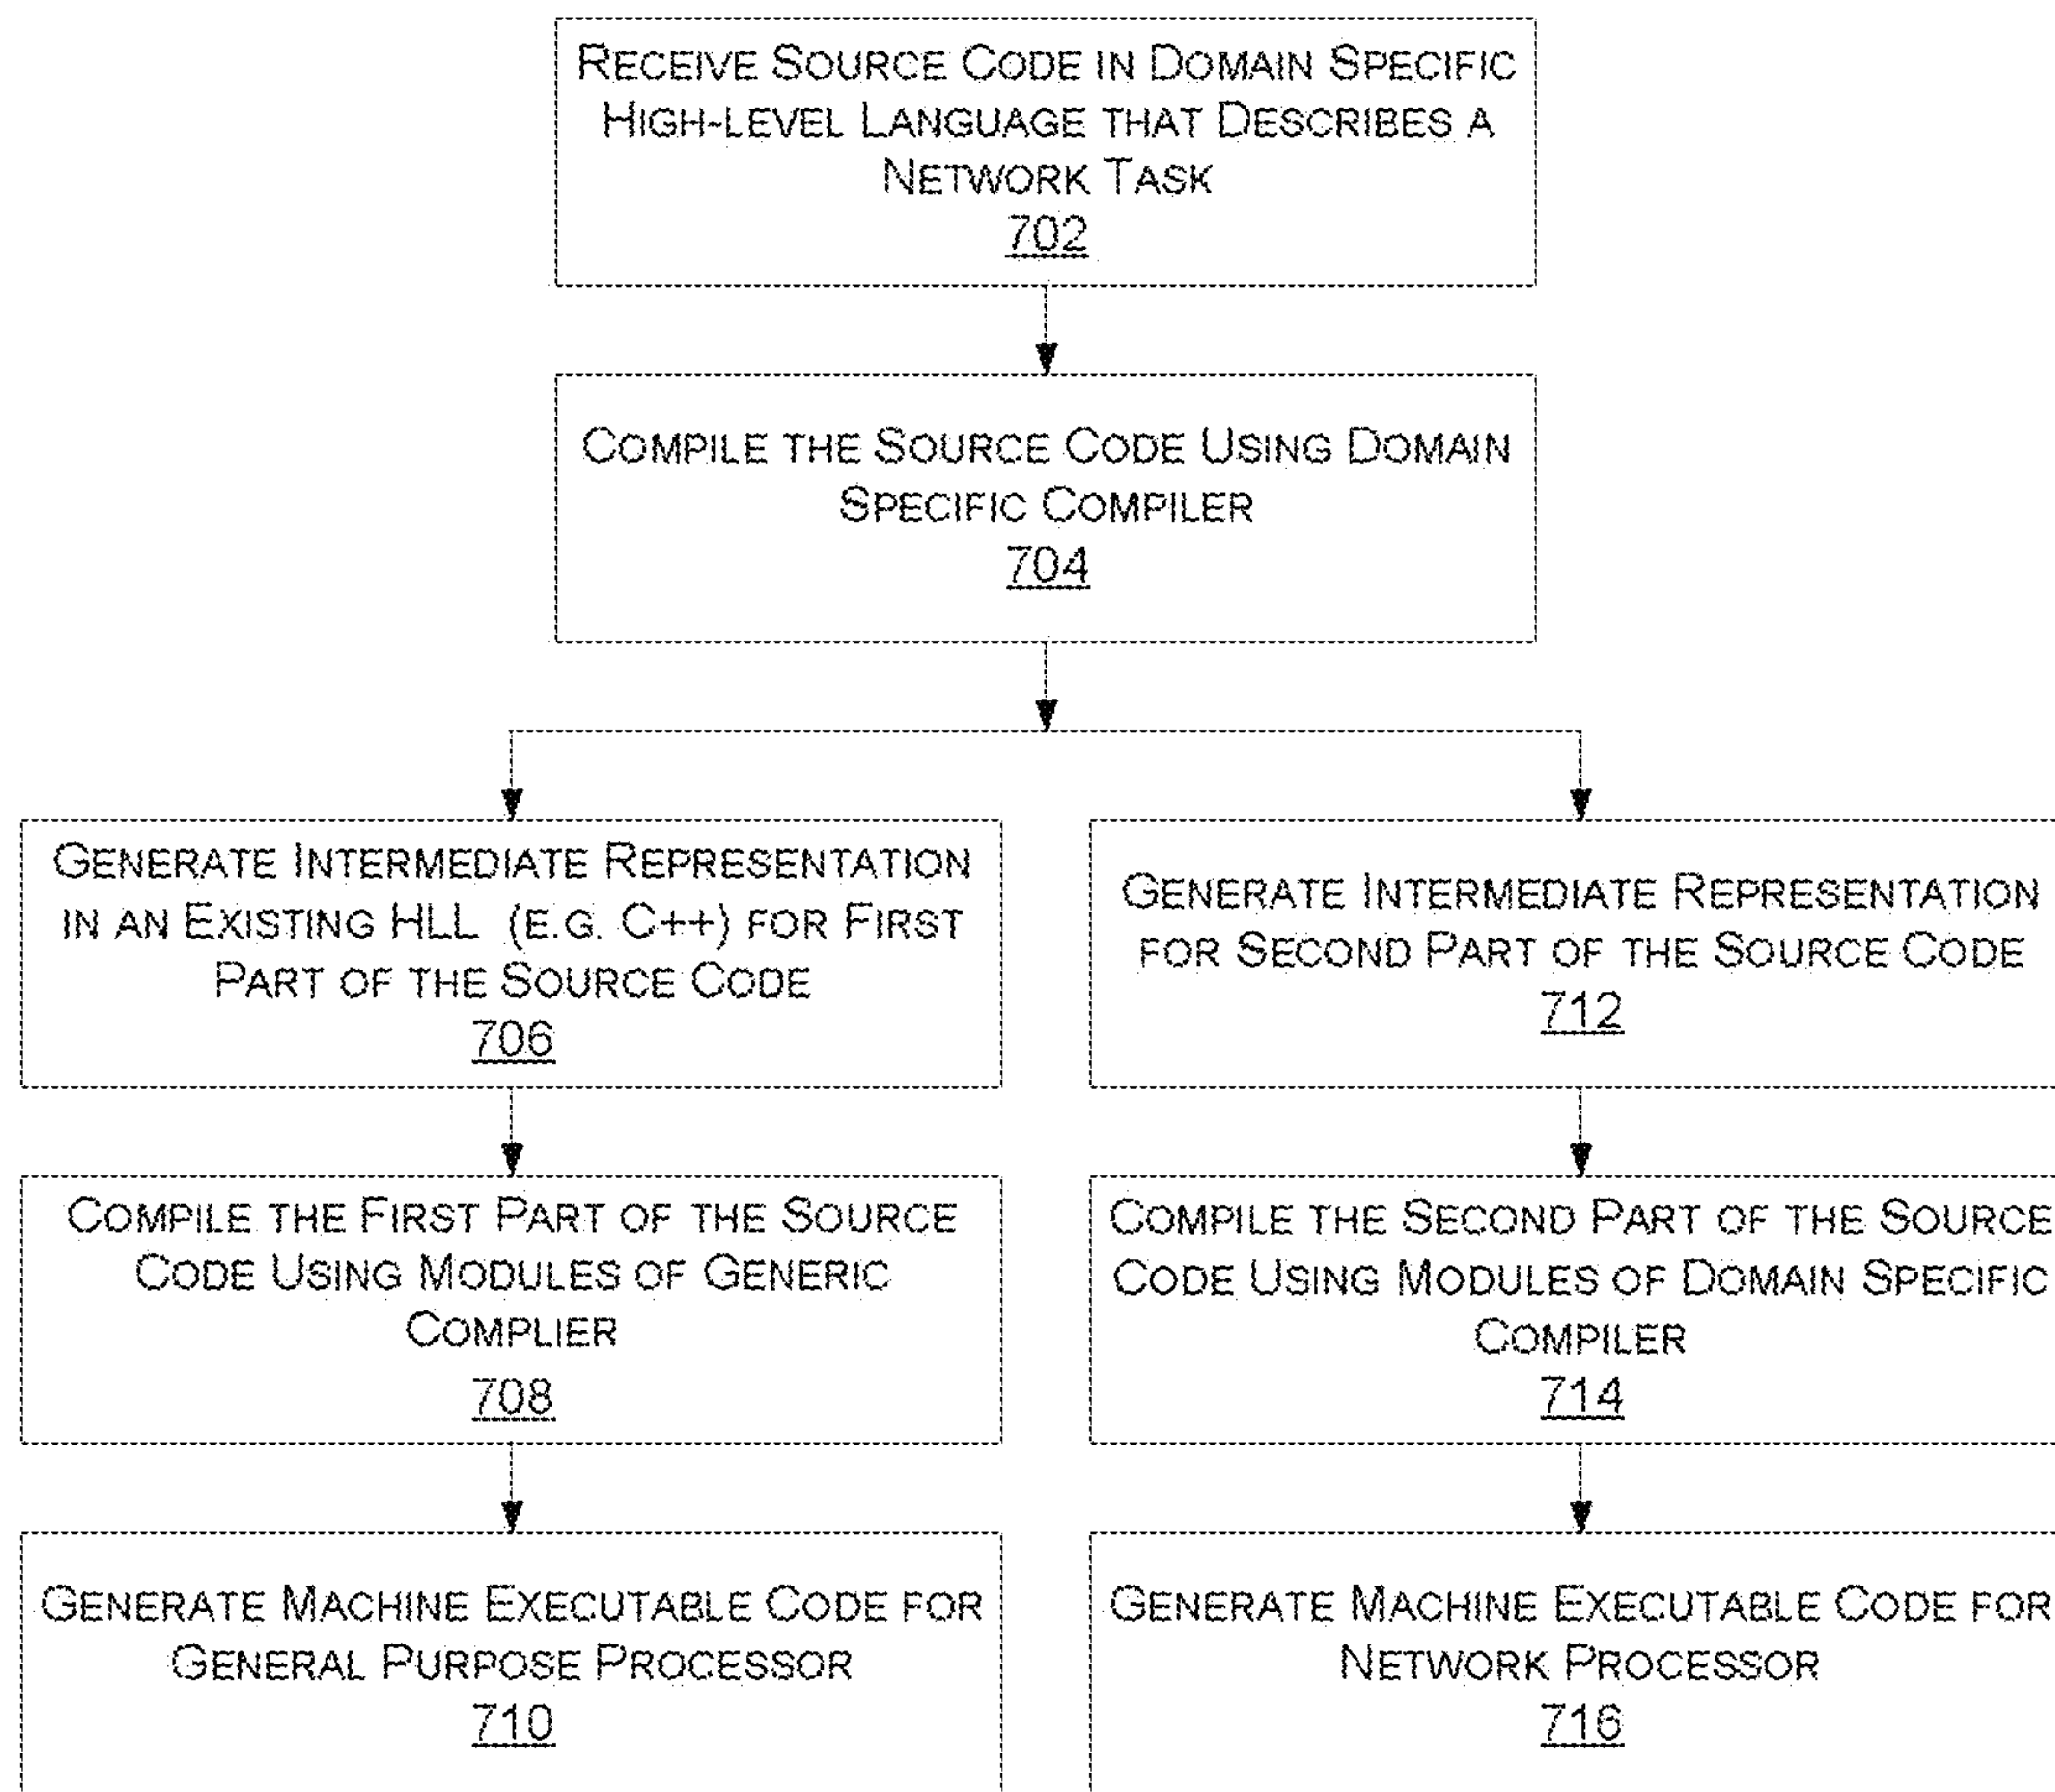 RECEIVE SOURCE CODE IN DOMAIN SPECIFIC
HIGH-LEVEL LANGUAGE THAT DESCRIBES A
NETWORK TASK
702
COMPILE THE SOURCE CODE USING DOMAIN
SPECIFIC COMPILER
704
GENERATE INTERMEDIATE REPRESENTATION
IN AN EXISTING HLL (E.G. C++) FOR FIRST
PART OF THE SOURCE CODE
706
GENERATE INTERMEDIATE REPRESENTATION
FOR SECOND PART OF THE SOURCE CODE
712
COMPILE THE FIRST PART OF THE SOURCE
CODE USING MODULES OF GENERIC
COMPLIER
708
COMPILE THE SECOND PART OF THE SOURCE
CODE USING MODULES OF DOMAIN SPECIFIC
COMPILER
714
GENERATE MACHINE EXECUTABLE CODE FOR
GENERAL PURPOSE PROCESSOR
710
GENERATE MACHINE EXECUTABLE CODE FOR
NETWORK PROCESSOR
716